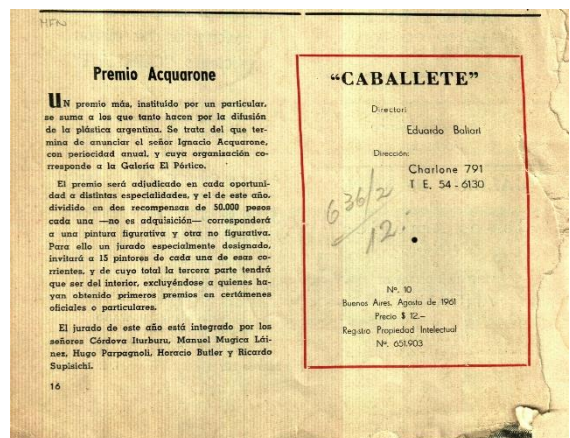 MFN
Premio Acquarone
UN premio más, instituído por un particular,
se suma a los que tanto hacen por la difusión
de la plástica argentina. Se trata del que ter-
mina de anunciar el señor Ignacio Acquarone,
con periocidad anual, y cuya organización co-
rresponde a la Galería El Pórtico.
El premio será adjudicado en cada oportuni-
dad a distintas especialidades, y el de este año,
dividido en dos recompensas de 50.000 pesos
cada una —no es adquisición— corresponderá
a una pintura figurativa y otra no figurativa.
Para ello un jurado especialmente designado,
invitará a 15 pintores de cada una de esas co-
rrientes, y de cuyo total la tercera parte tendrá
que ser del interior, excluyéndose a quienes ha-
yan obtenido primeros premios en certámenes
oficiales o particulares.
El jurado de este año está integrado por los
señores Córdova Iturburu, Manuel Mugica Lái-
nez, Hugo Parpagnoli, Horacio Butler y Ricardo
Supisichi.
16
"CABALLETE"
Director:
Eduardo Baliari
Dirección:
Charlone 791
T E. 54 - 6130
636/2
12.
Nº. 10
Buenos Aires, Agosto de 1961
Precio $ 12.–
Registro Propiedad Intelectual
Nº. 651.903